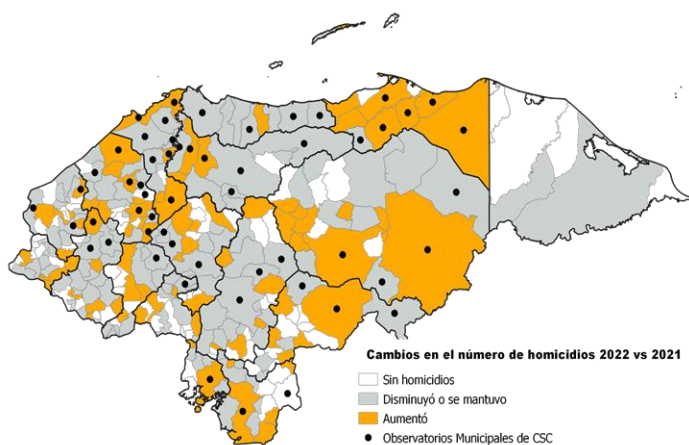 Cambios en el número de homicidios 2022 vs 2021
Sin homicidios
Disminuyó o se mantuvo
Aumentó
Observatorios Municipales de CSC